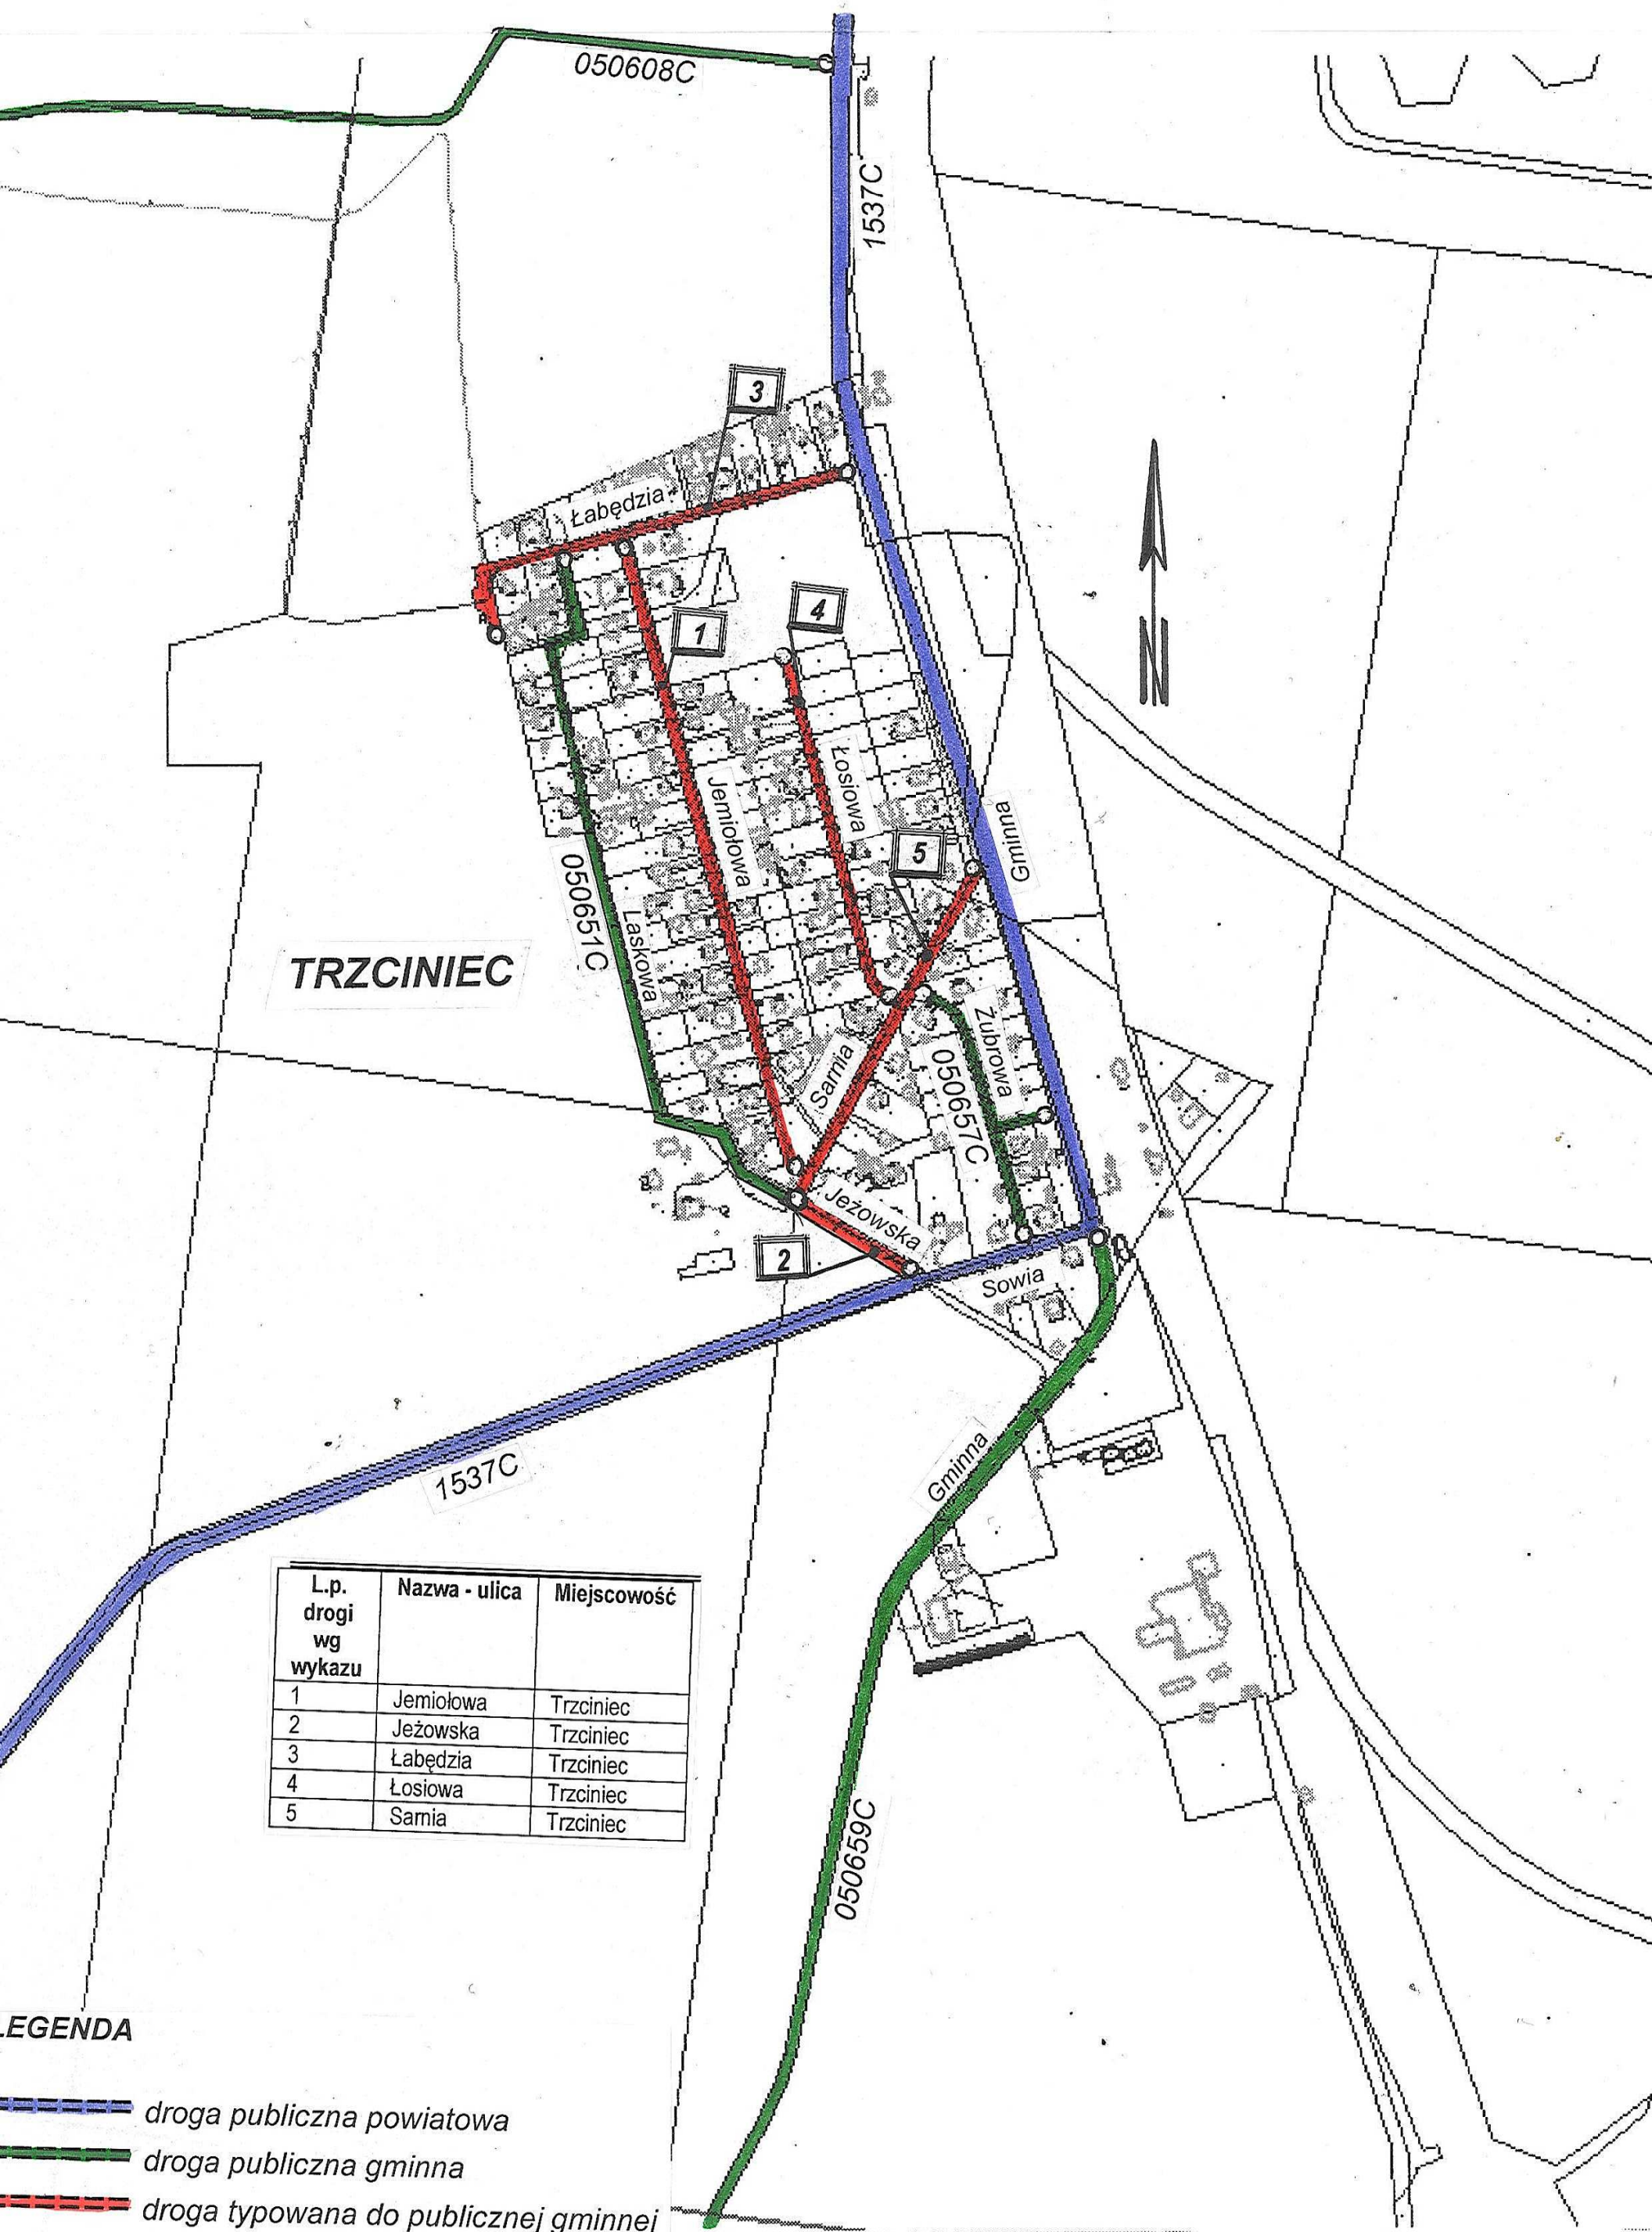 050608C
1537C
3
Łabędzia
1
4
Łosiowa
Jemiołowa
Gminna
5
050651C
Laskowa
TRZCINIEC
Żubrowa
Sarnia
050657C
Jeżowska
2
Sowia
Gminna
1537C
L.p. drogi wg wykazu Nazwa - ulica Miejscowość
1 Jemiołowa Trzciniec
2 Jeżowska Trzciniec
3 Łabędzia Trzciniec
4 Łosiowa Trzciniec
5 Sarnia Trzciniec
050659C
N
LEGENDA
droga publiczna powiatowa
droga publiczna gminna
droga typowana do publicznej gminnej